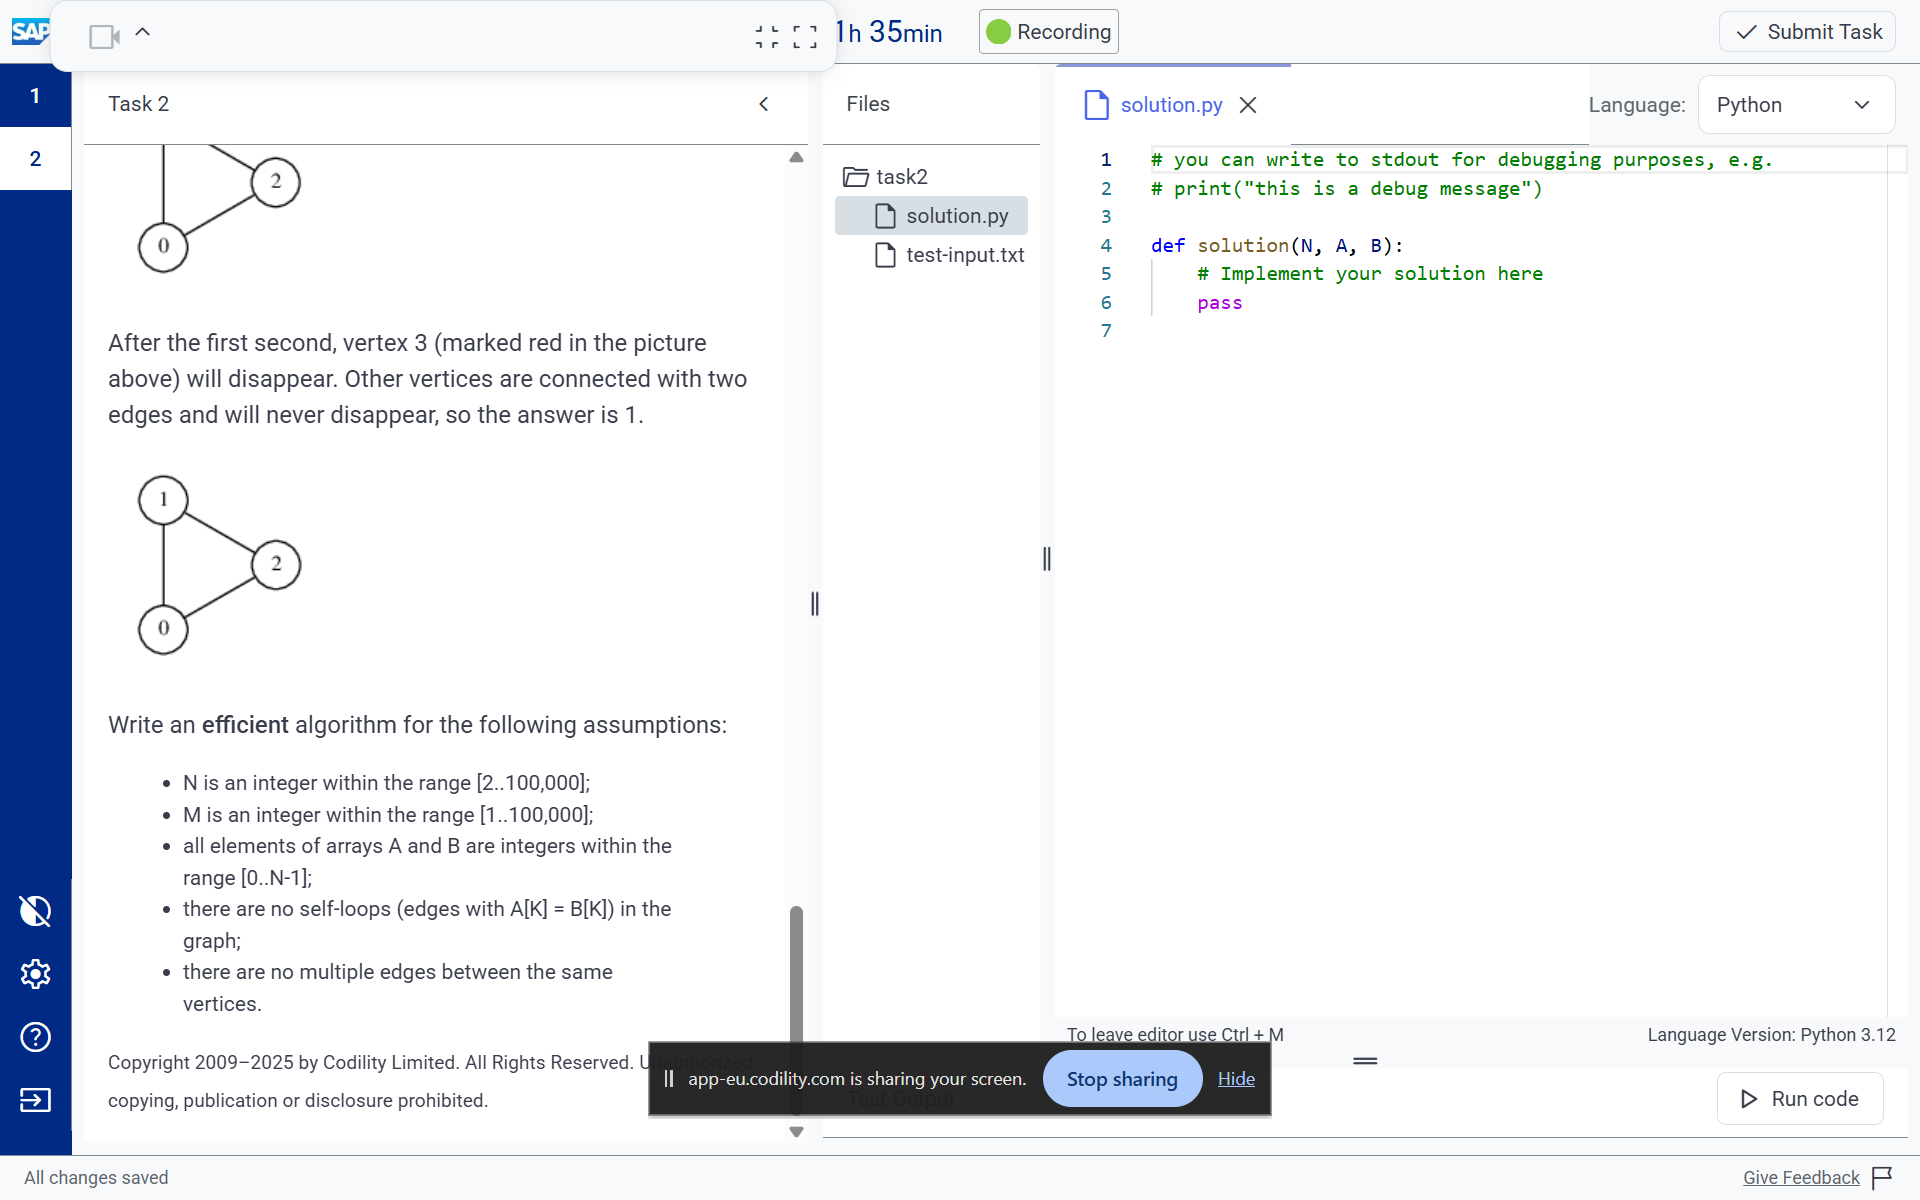 SAP
1h 35min
Recording
Submit Task
1
2
Task 2
Files
solution.py
Language:
Python
2
0
After the first second, vertex 3 (marked red in the picture
above) will disappear. Other vertices are connected with two
edges and will never disappear, so the answer is 1.
1
2
0
Write an efficient algorithm for the following assumptions:
• N is an integer within the range [2..100,000];
• M is an integer within the range [1..100,000];
• all elements of arrays A and B are integers within the
range [0..N-1];
• there are no self-loops (edges with A[K] = B[K]) in the
graph;
• there are no multiple edges between the same
vertices.
Copyright 2009–2025 by Codility Limited. All Rights Reserved. Unauthorized
copying, publication or disclosure prohibited.
task2
solution.py
test-input.txt
1 # you can write to stdout for debugging purposes, e.g.
2 # print("this is a debug message")
3
4 def solution(N, A, B):
5 # Implement your solution here
6 pass
7
To leave editor use Ctrl + M
Language Version: Python 3.12
app-eu.codility.com is sharing your screen.
Stop sharing
Hide
Test Output
Run code
All changes saved
Give Feedback